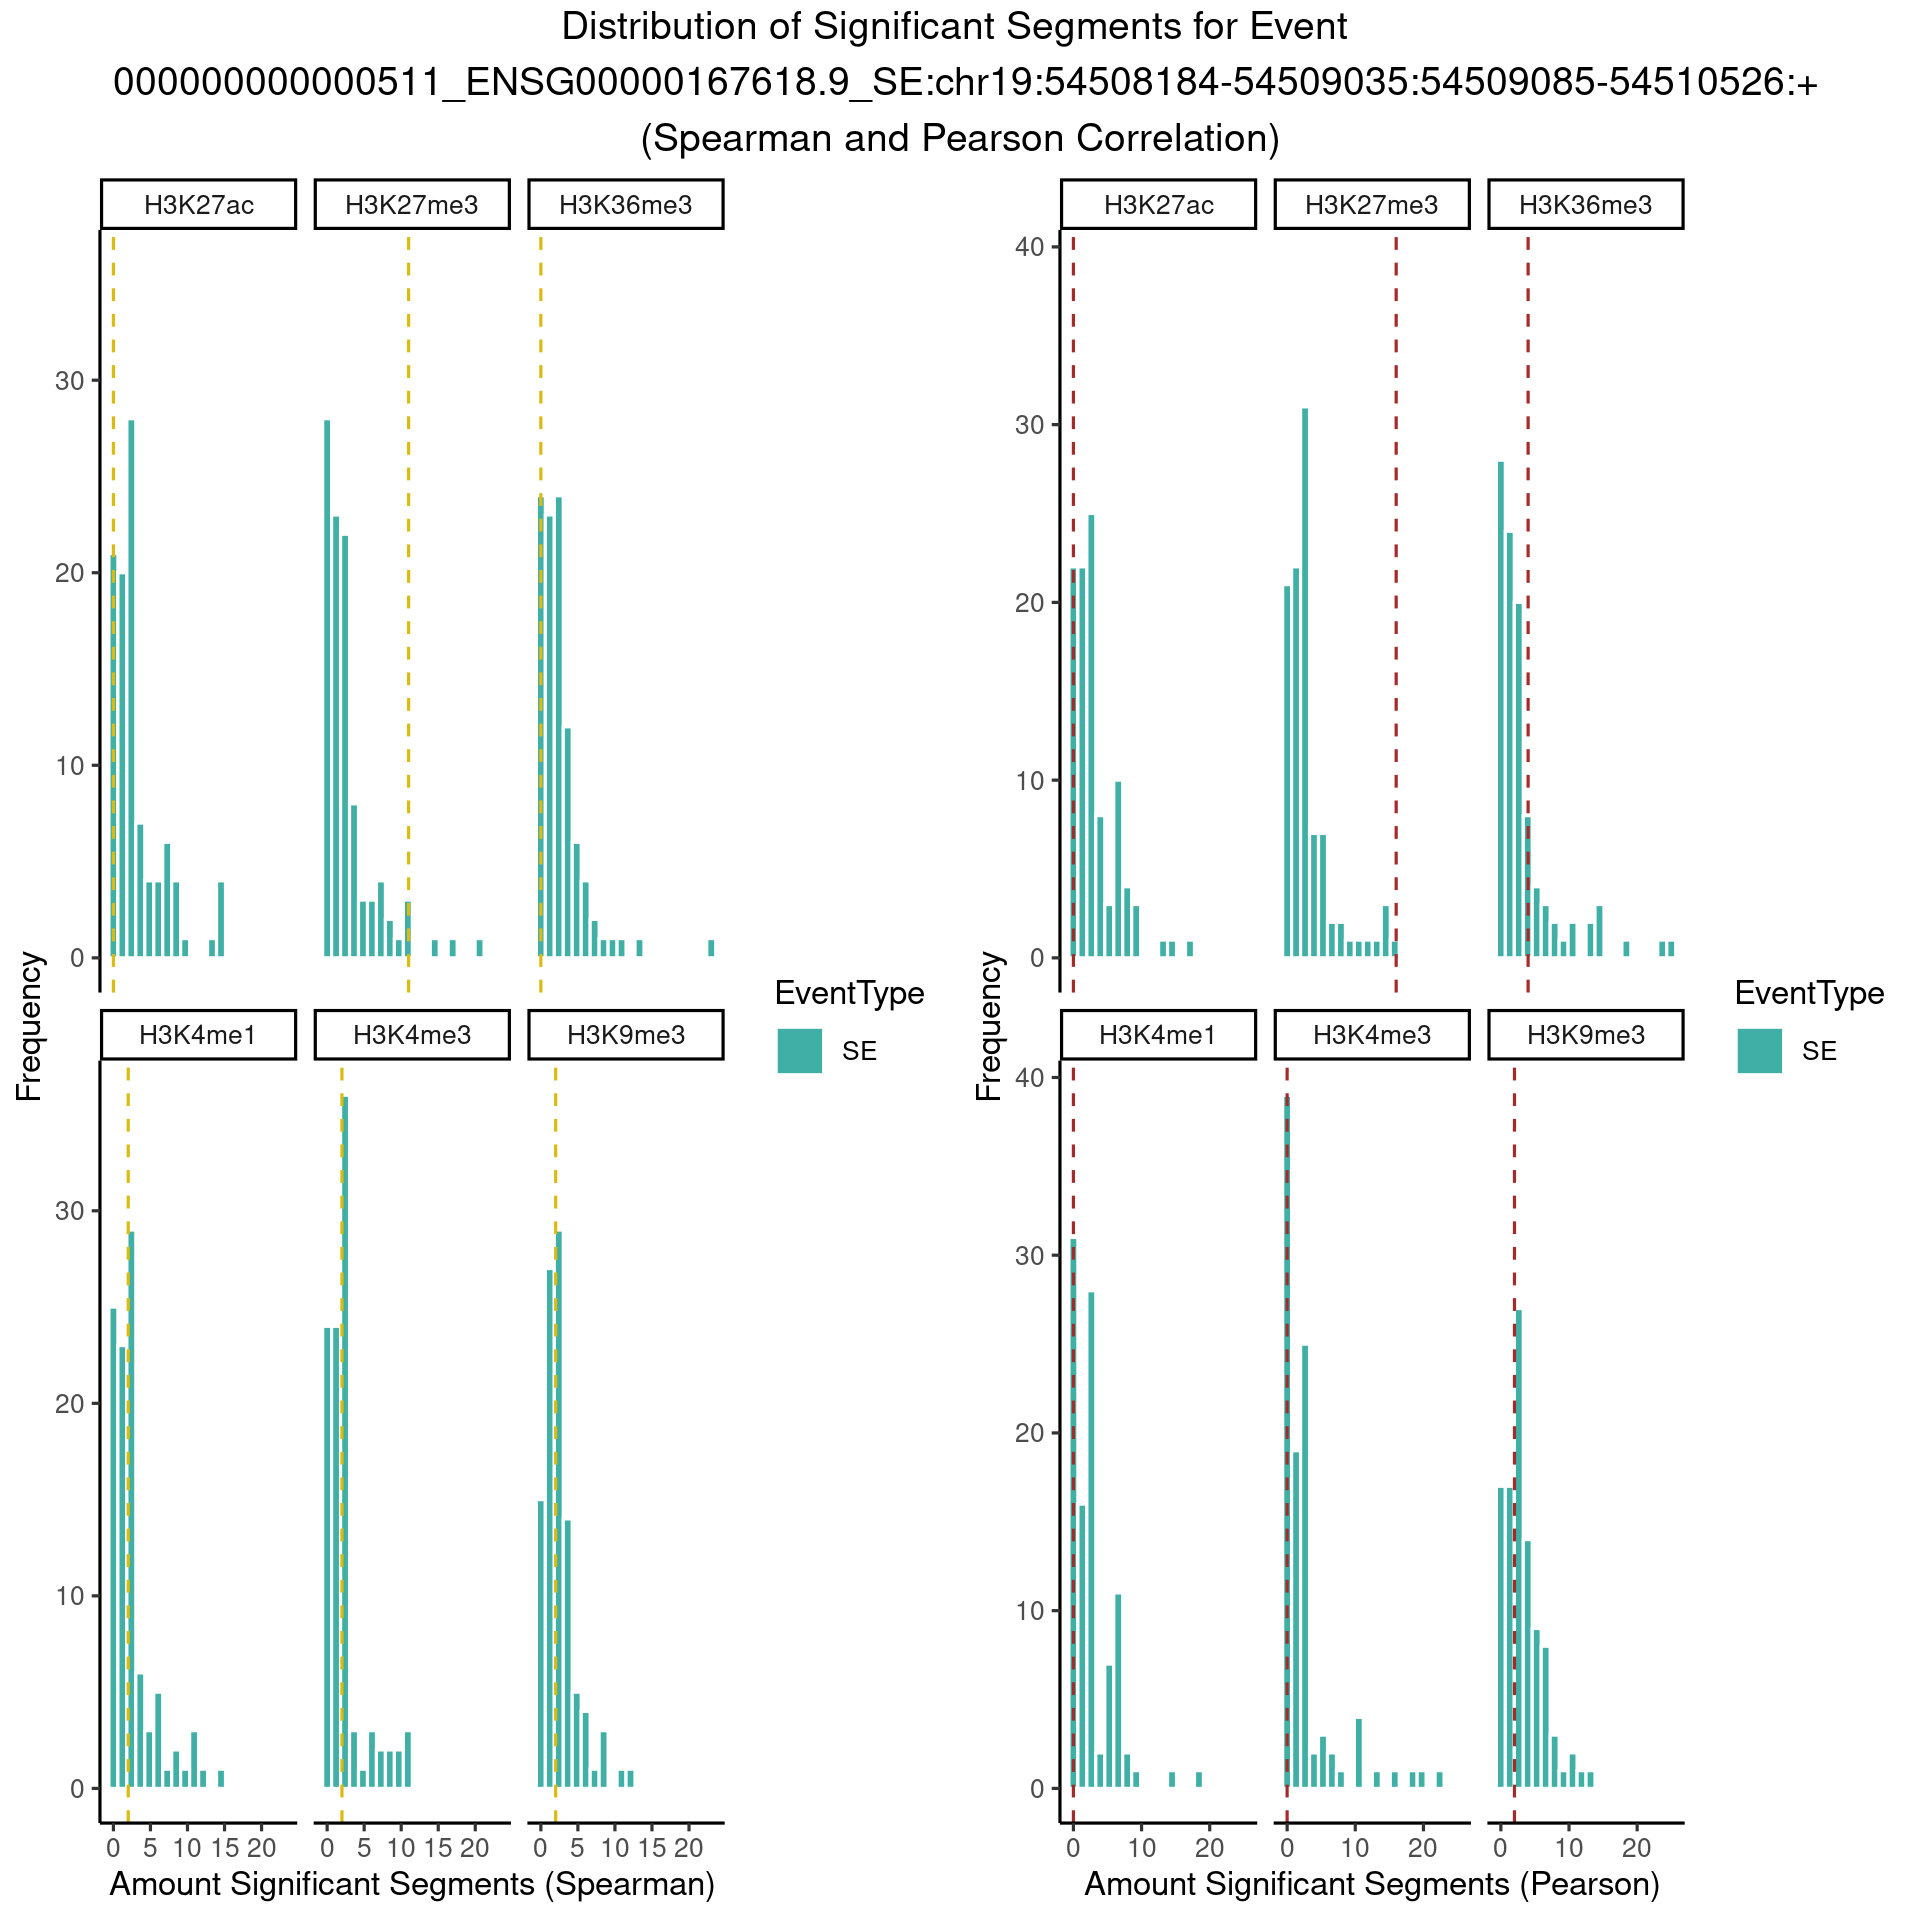 Distribution of Significant Segments for Event
000000000000511_ENSG00000167618.9_SE:chr19:54508184-54509035:54509085-54510526:+
(Spearman and Pearson Correlation)
H3K27ac
H3K27me3
H3K36me3
30
20
10
0
H3K4me1
H3K4me3
H3K9me3
30
20
10
0
0 5 10 15 20
0 5 10 15 20
0 5 10 15 20
Frequency
Amount Significant Segments (Spearman)
EventType
SE
H3K27ac
H3K27me3
H3K36me3
40
30
20
10
0
H3K4me1
H3K4me3
H3K9me3
40
30
20
10
0
0 10 20
0 10 20
0 10 20
Frequency
Amount Significant Segments (Pearson)
EventType
SE